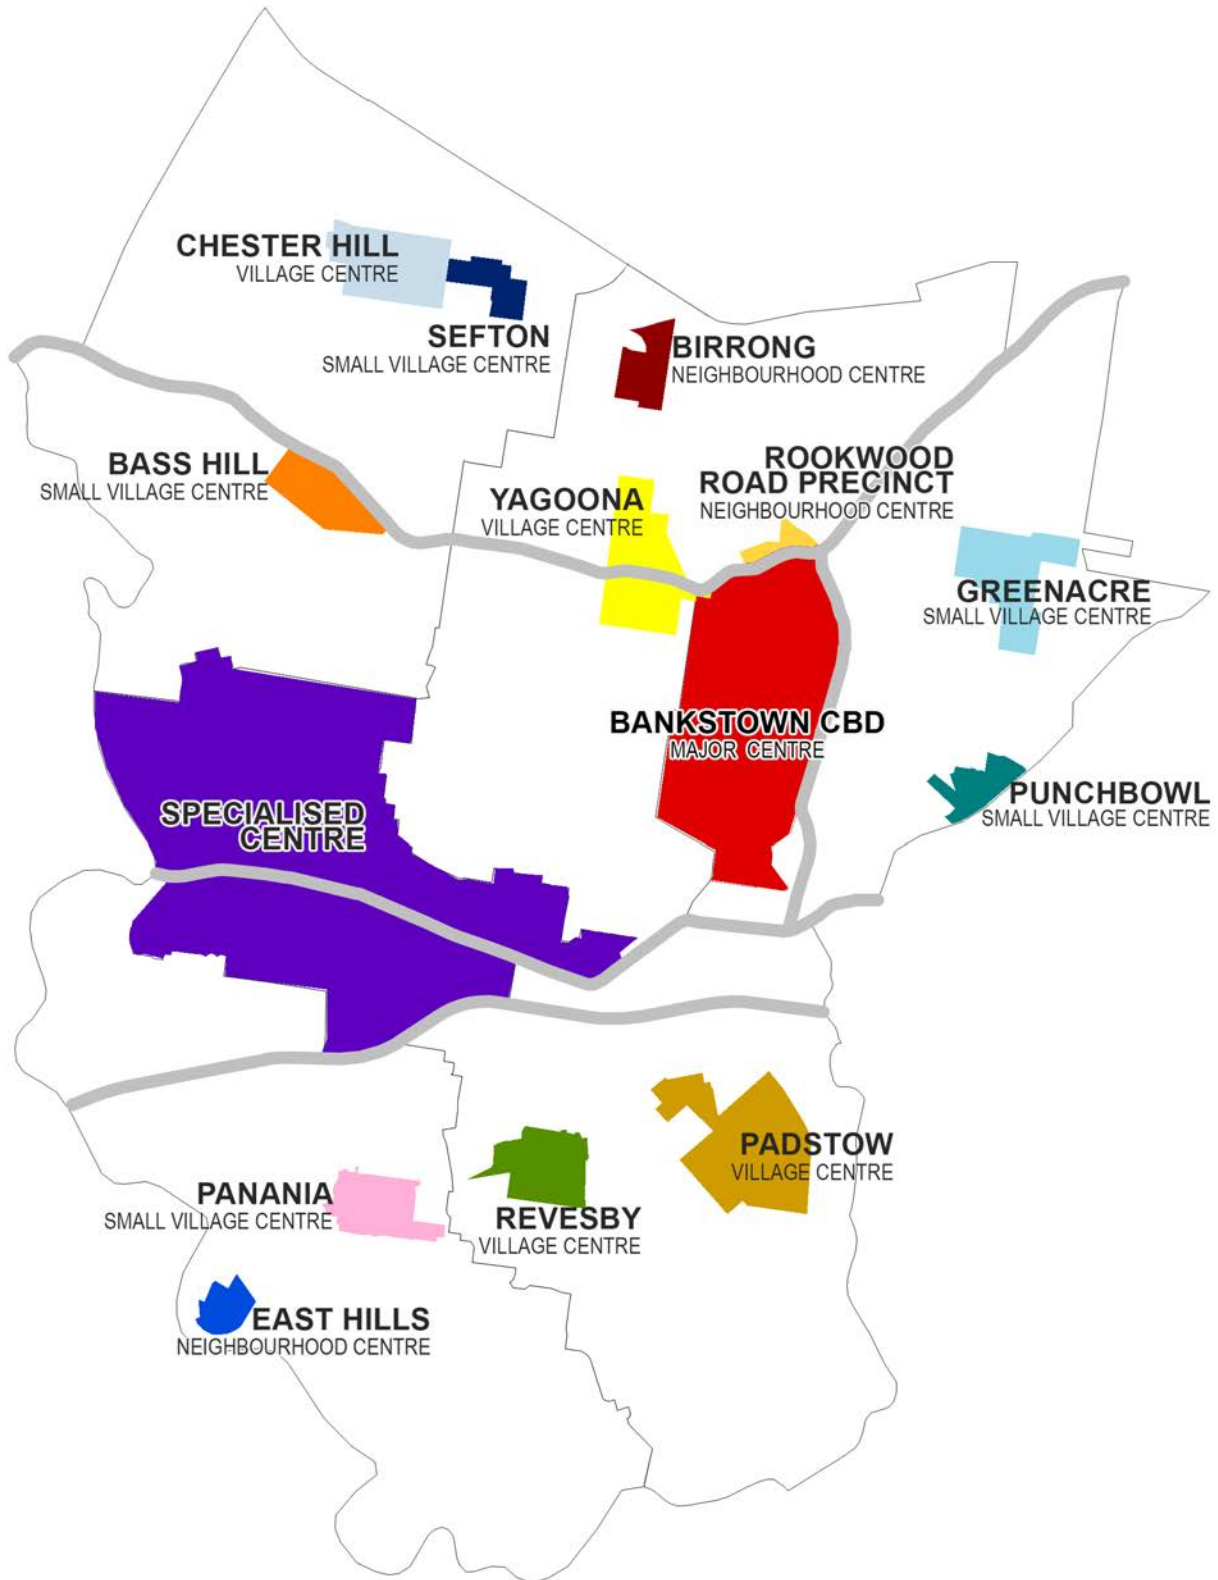 CHESTER HILL
VILLAGE CENTRE
SEFTON
SMALL VILLAGE CENTRE
BIRRONG
NEIGHBOURHOOD CENTRE
BASS HILL
SMALL VILLAGE CENTRE
YAGOONA
VILLAGE CENTRE
ROOKWOOD
ROAD PRECINCT
NEIGHBOURHOOD CENTRE
GREENACRE
SMALL VILLAGE CENTRE
BANKSTOWN CBD
MAJOR CENTRE
SPECIALISED
CENTRE
PUNCHBOWL
SMALL VILLAGE CENTRE
PADSTOW
VILLAGE CENTRE
PANANIA
SMALL VILLAGE CENTRE
REVESBY
VILLAGE CENTRE
EAST HILLS
NEIGHBOURHOOD CENTRE